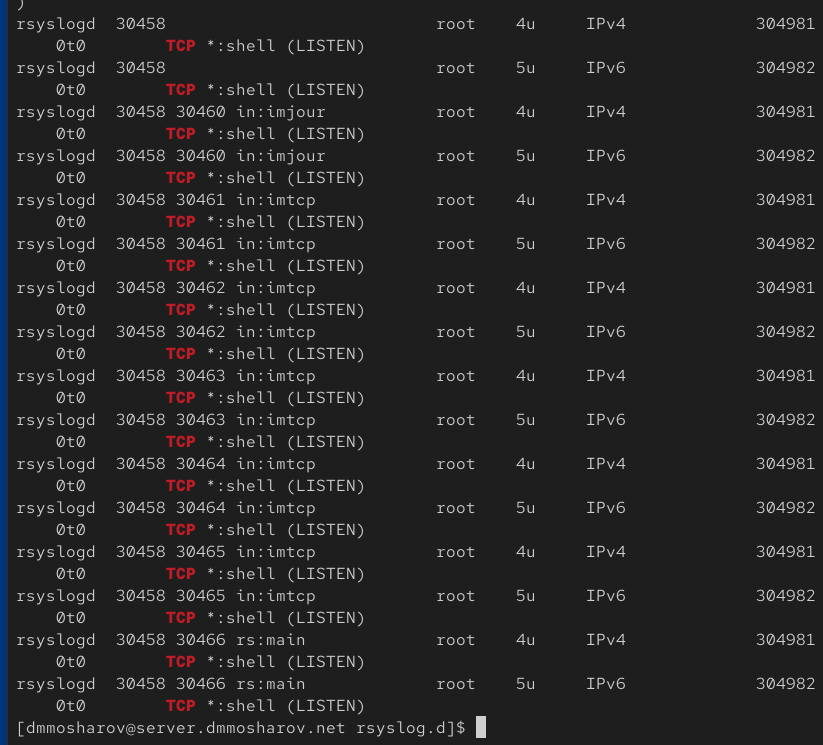 )
rsyslogd  30458                           root    4u     IPv4             304981
    0t0        TCP *:shell (LISTEN)
rsyslogd  30458                           root    5u     IPv6             304982
    0t0        TCP *:shell (LISTEN)
rsyslogd  30458 30460 in:imjour           root    4u     IPv4             304981
    0t0        TCP *:shell (LISTEN)
rsyslogd  30458 30460 in:imjour           root    5u     IPv6             304982
    0t0        TCP *:shell (LISTEN)
rsyslogd  30458 30461 in:imtcp            root    4u     IPv4             304981
    0t0        TCP *:shell (LISTEN)
rsyslogd  30458 30461 in:imtcp            root    5u     IPv6             304982
    0t0        TCP *:shell (LISTEN)
rsyslogd  30458 30462 in:imtcp            root    4u     IPv4             304981
    0t0        TCP *:shell (LISTEN)
rsyslogd  30458 30462 in:imtcp            root    5u     IPv6             304982
    0t0        TCP *:shell (LISTEN)
rsyslogd  30458 30463 in:imtcp            root    4u     IPv4             304981
    0t0        TCP *:shell (LISTEN)
rsyslogd  30458 30463 in:imtcp            root    5u     IPv6             304982
    0t0        TCP *:shell (LISTEN)
rsyslogd  30458 30464 in:imtcp            root    4u     IPv4             304981
    0t0        TCP *:shell (LISTEN)
rsyslogd  30458 30464 in:imtcp            root    5u     IPv6             304982
    0t0        TCP *:shell (LISTEN)
rsyslogd  30458 30465 in:imtcp            root    4u     IPv4             304981
    0t0        TCP *:shell (LISTEN)
rsyslogd  30458 30465 in:imtcp            root    5u     IPv6             304982
    0t0        TCP *:shell (LISTEN)
rsyslogd  30458 30466 rs:main             root    4u     IPv4             304981
    0t0        TCP *:shell (LISTEN)
rsyslogd  30458 30466 rs:main             root    5u     IPv6             304982
    0t0        TCP *:shell (LISTEN)
[dmmosharov@server.dmmosharov.net rsyslog.d]$